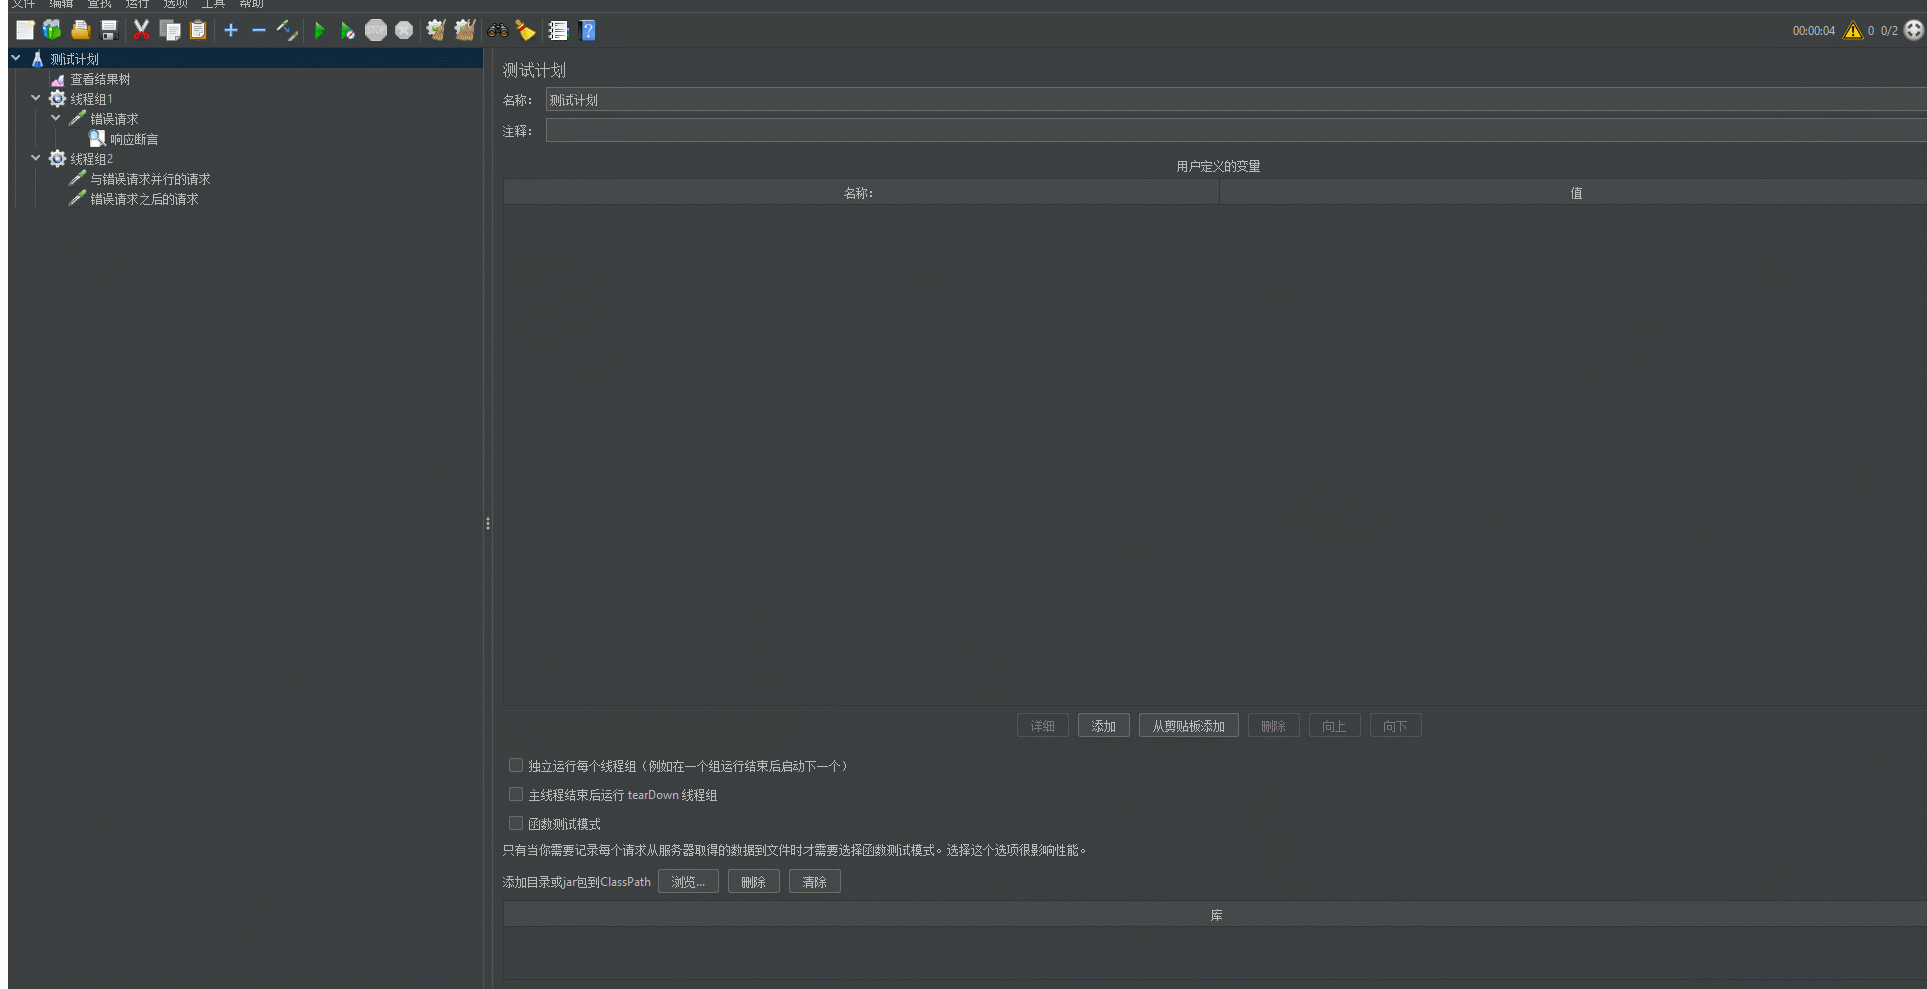 文件 编辑 查找 运行 选项 工具 帮助
00:00:04 0 0/2
测试计划
查看结果树
线程组1
错误请求
响应断言
线程组2
与错误请求并行的请求
错误请求之后的请求
测试计划
名称： 测试计划
注释：
用户定义的变量
名称： 值
详细 添加 从剪贴板添加 删除 向上 向下
独立运行每个线程组（例如在一个组运行结束后启动下一个）
主线程结束后运行 tearDown 线程组
函数测试模式
只有当你需要记录每个请求从服务器取得的数据到文件时才需要选择函数测试模式。选择这个选项很影响性能。
添加目录或jar包到ClassPath 浏览... 删除 清除
库